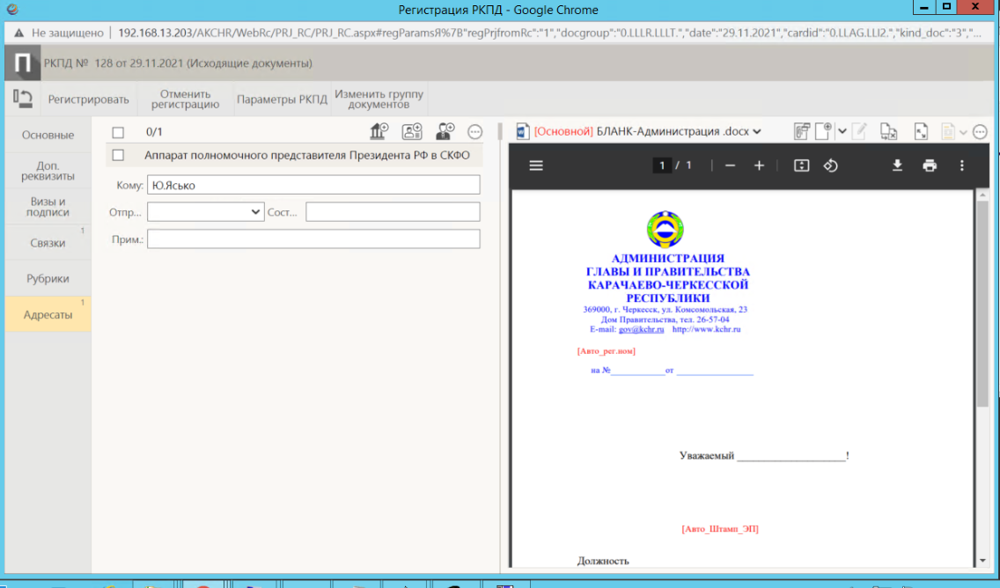 Регистрация РКПД - Google Chrome
Не защищено | 192.168.13.203/AKCHR/WebRc/PRJ_RC/PRJ_RC.aspx#regParamsЯ%7B"regPrjfromRc":"1","docgroup":"0.LLLR.LLLT.","date":"29.11.2021","cardid":"0.LLAG.LLI2.","kind_doc":"3","...
П РКПД № 128 от 29.11.2021 (Исходящие документы)
Регистрировать
Отменить регистрацию
Параметры РКПД
Изменить группу документов
Основные
Доп. реквизиты
Визы и подписи
Связки 1
Рубрики
Адресаты 1
0/1
Аппарат полномочного представителя Президента РФ в СКФО
Кому: Ю.Ясько
Отпр... Сост...
Прим.:
[Основной] БЛАНК-Администрация .docx
1 / 1
АДМИНИСТРАЦИЯ
ГЛАВЫ И ПРАВИТЕЛЬСТВА
КАРАЧАЕВО-ЧЕРКЕССКОЙ
РЕСПУБЛИКИ
369000, г. Черкесск, ул. Комсомольская, 23
Дом Правительства, тел. 26-57-04
E-mail: gov@kchr.ru http://www.kchr.ru
[Авто_рег.ном]
на №_____________от __________________
Уважаемый ____________________!
[Авто_Штамп_ЭП]
Должность